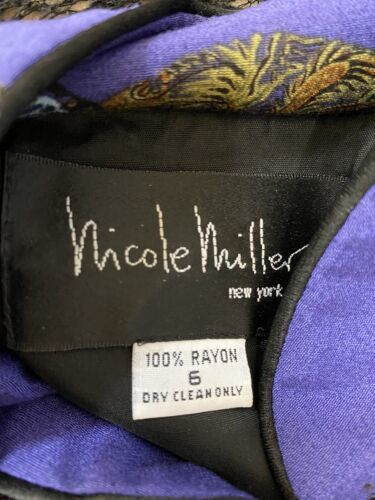 Nicole Miller
new york
100% RAYON
6
DRY CLEAN ONLY